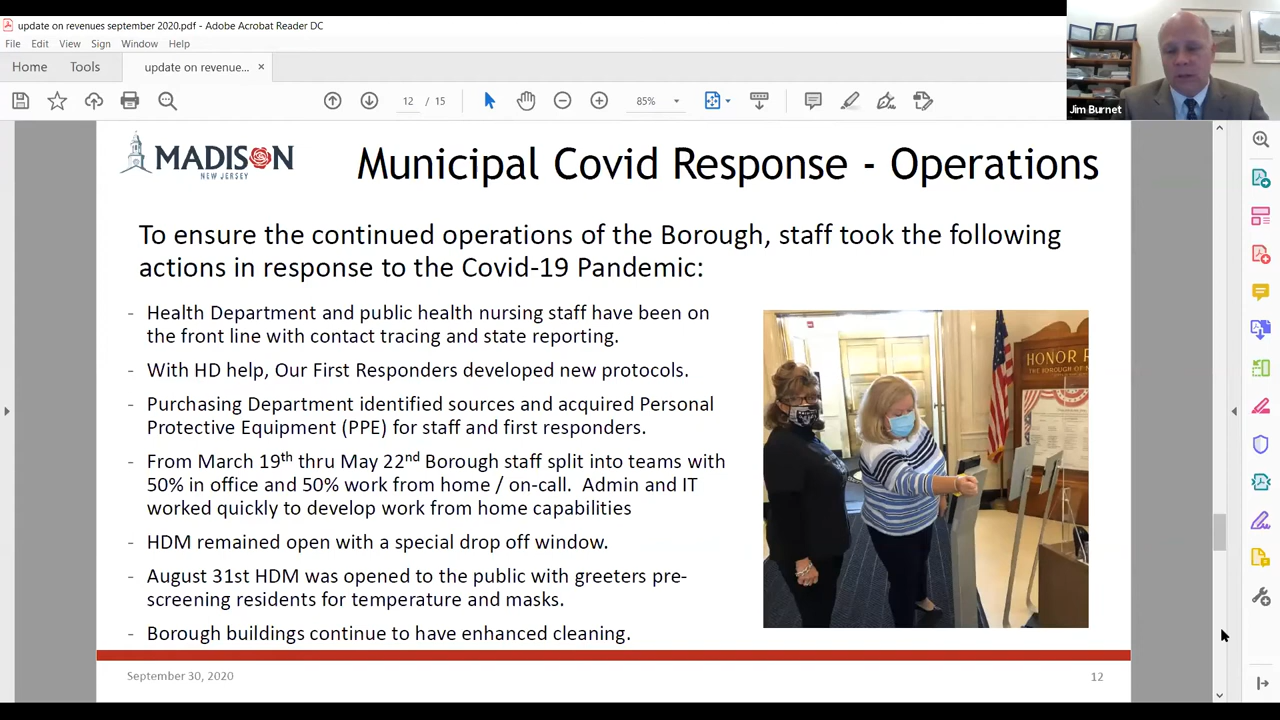 update on revenues september 2020.pdf - Adobe Acrobat Reader DC
File Edit View Sign Window Help
Home Tools update on revenue... ×
/ 15 85%
Jim Burnet
MADISON
NEW JERSEY
Municipal Covid Response - Operations
To ensure the continued operations of the Borough, staff took the following
actions in response to the Covid-19 Pandemic:
- Health Department and public health nursing staff have been on
the front line with contact tracing and state reporting.
- With HD help, Our First Responders developed new protocols.
- Purchasing Department identified sources and acquired Personal
Protective Equipment (PPE) for staff and first responders.
- From March 19th thru May 22nd Borough staff split into teams with
50% in office and 50% work from home / on-call. Admin and IT
worked quickly to develop work from home capabilities
- HDM remained open with a special drop off window.
- August 31st HDM was opened to the public with greeters pre-
screening residents for temperature and masks.
- Borough buildings continue to have enhanced cleaning.
HONOR R
THE BOROUGH OF
September 30, 2020
12